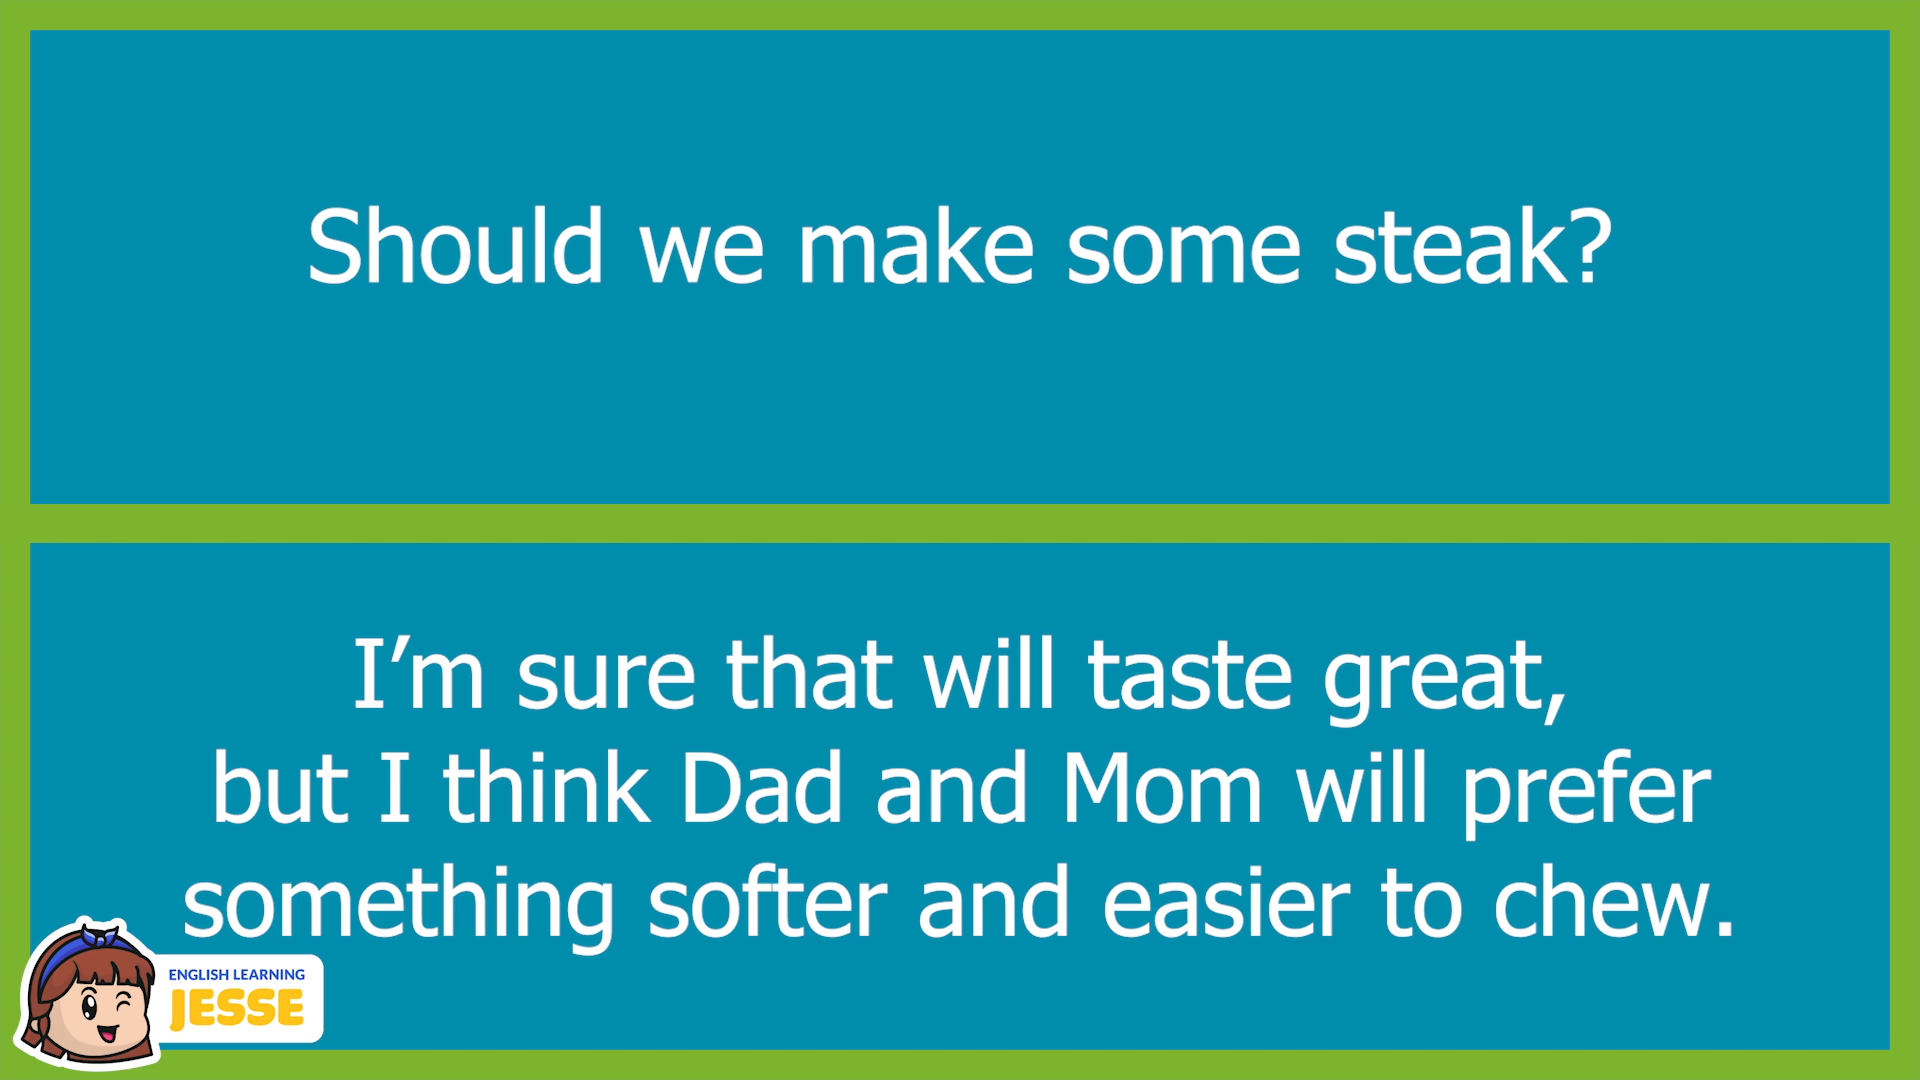 Should we make some steak?
I’m sure that will taste great,
but I think Dad and Mom will prefer
something softer and easier to chew.
ENGLISH LEARNING
JESSE